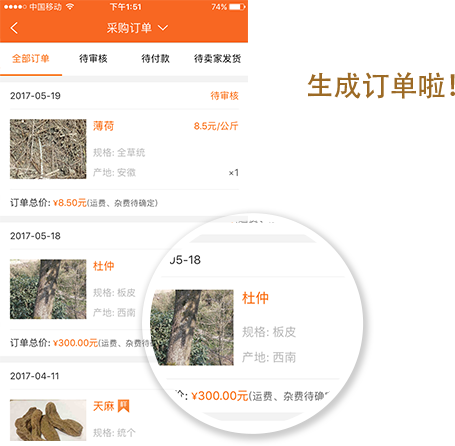 中国移动 下午1:51 74%
采购订单
全部订单 待审核 待付款 待卖家发货
生成订单啦！
2017-05-19 待审核
薄荷 8.5元/公斤
规格: 全草统
产地: 安徽 ×1
订单总价: ¥8.50元(运费、杂费待确定)
2017-05-18
杜仲
规格: 板皮
产地: 西南
订单总价: ¥300.00元(运费、杂费待确
2017-04-11
天麻
规格: 统个
05-18
杜仲
规格: 板皮
产地: 西南
价: ¥300.00元(运费、杂费待确定